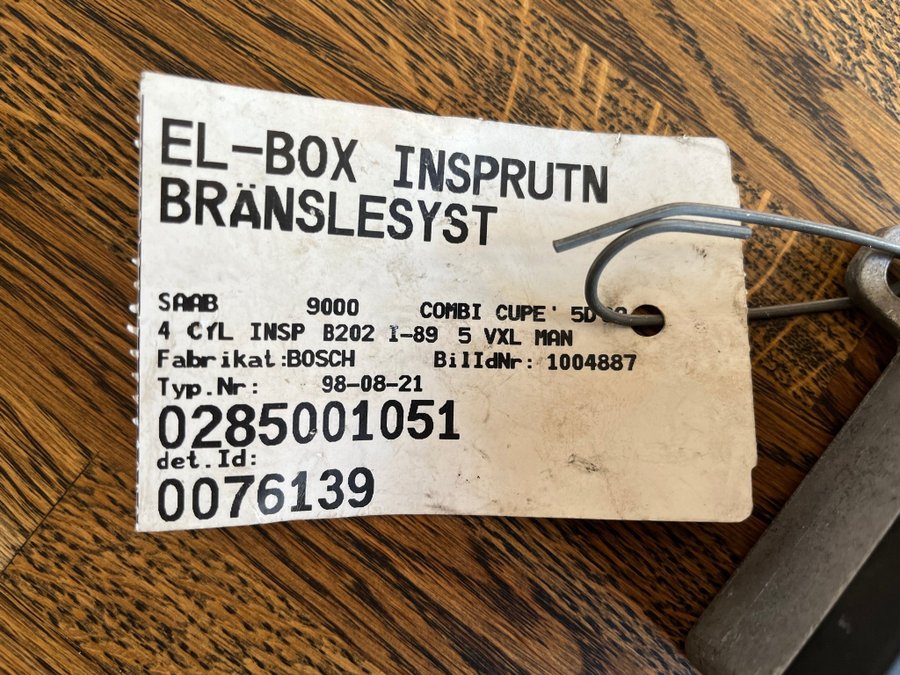 EL-BOX INSPRUTN
BRÄNSLESYST
SAAB 9000 COMBI CUPE' 5D
4 CYL INSP B202 I-89 5 VXL MAN
Fabrikat:BOSCH BilIdNr: 1004887
Typ.Nr: 98-08-21
0285001051
det.Id:
0076139